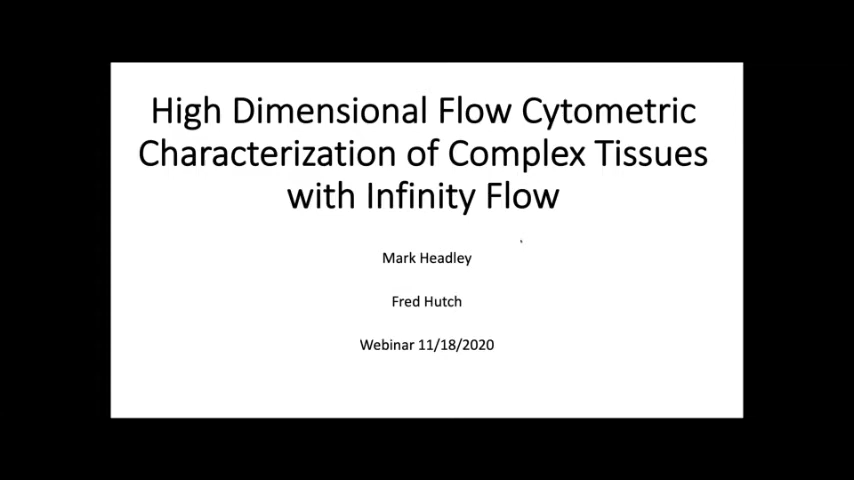 High Dimensional Flow Cytometric
Characterization of Complex Tissues
with Infinity Flow
Mark Headley
Fred Hutch
Webinar 11/18/2020